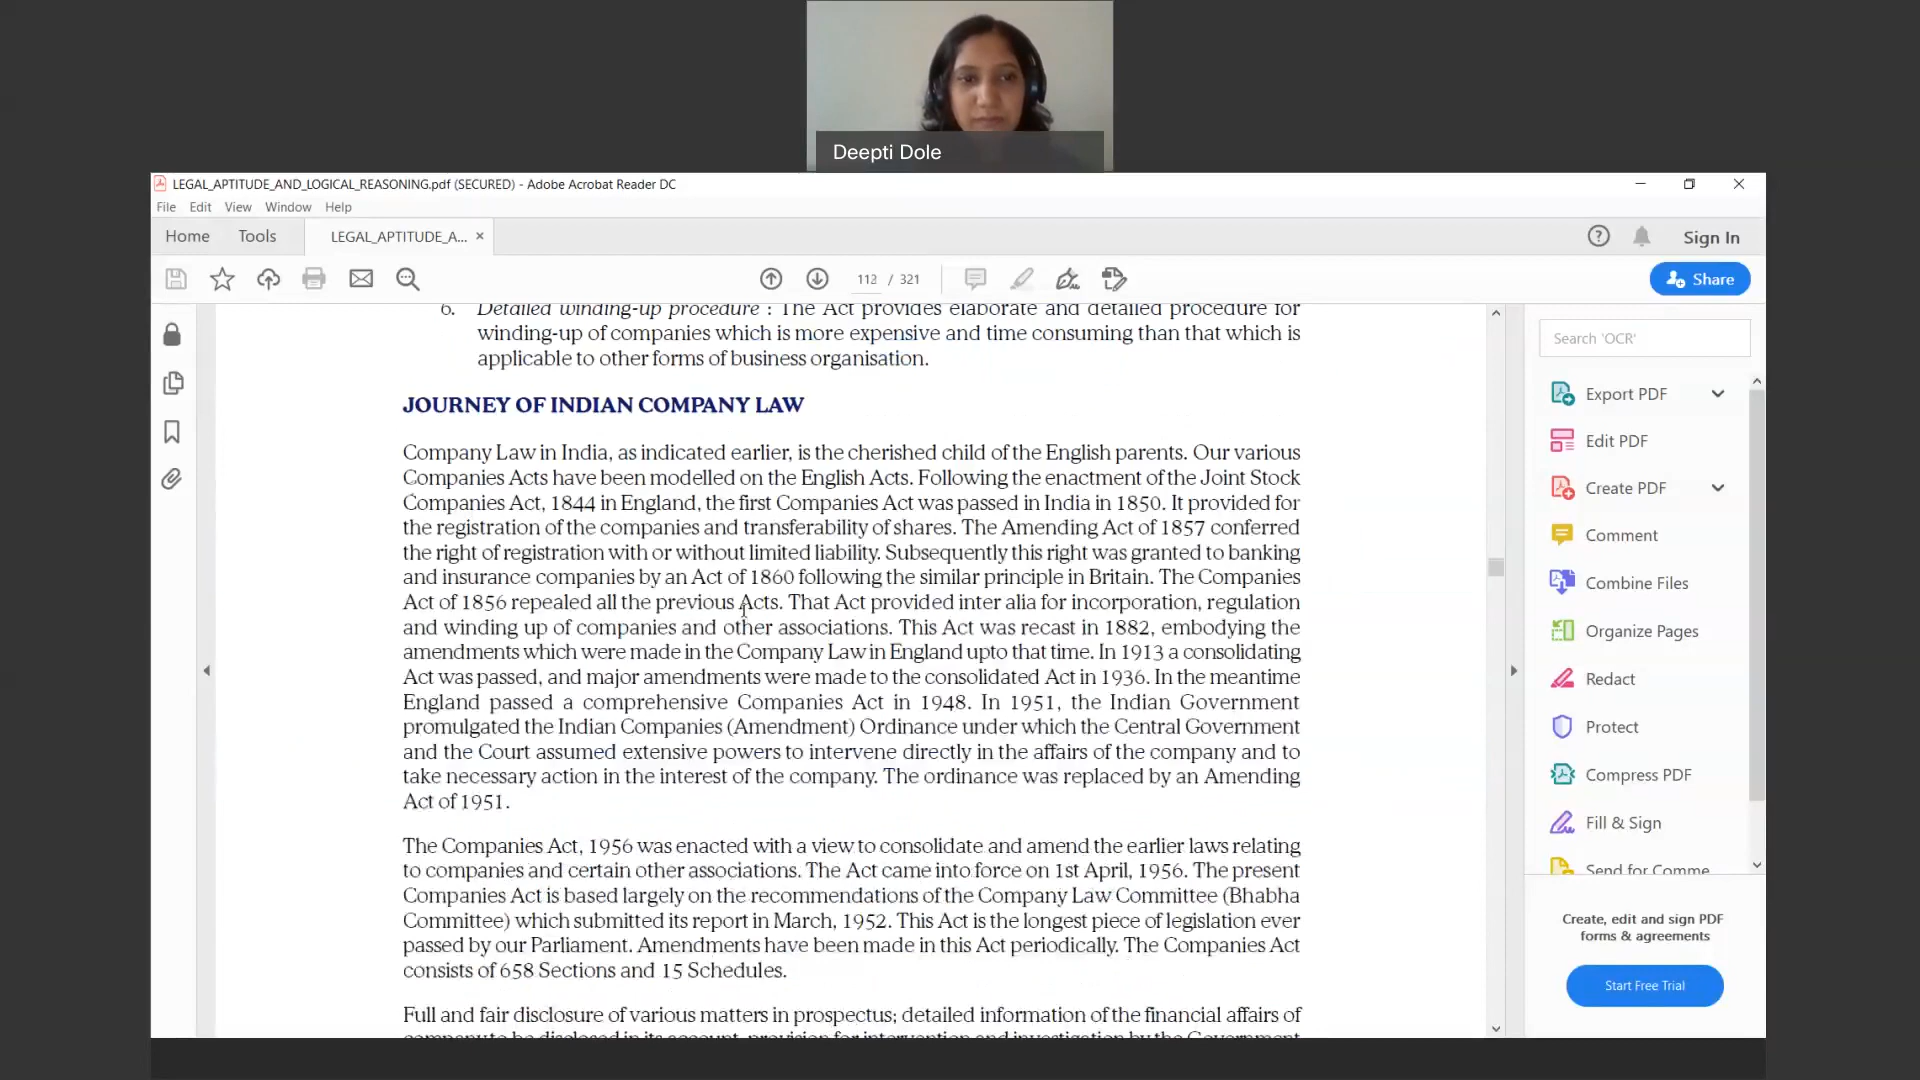 Deepti Dole
LEGAL_APTITUDE_AND_LOGICAL_REASONING.pdf (SECURED) - Adobe Acrobat Reader DC
File Edit View Window Help
Home Tools LEGAL_APTITUDE_A... × Sign In
112 / 321 Share
6. Detailed winding-up procedure : The Act provides elaborate and detailed procedure for
winding-up of companies which is more expensive and time consuming than that which is
applicable to other forms of business organisation.
JOURNEY OF INDIAN COMPANY LAW
Company Law in India, as indicated earlier, is the cherished child of the English parents. Our various
Companies Acts have been modelled on the English Acts. Following the enactment of the Joint Stock
Companies Act, 1844 in England, the first Companies Act was passed in India in 1850. It provided for
the registration of the companies and transferability of shares. The Amending Act of 1857 conferred
the right of registration with or without limited liability. Subsequently this right was granted to banking
and insurance companies by an Act of 1860 following the similar principle in Britain. The Companies
Act of 1856 repealed all the previous Acts. That Act provided inter alia for incorporation, regulation
and winding up of companies and other associations. This Act was recast in 1882, embodying the
amendments which were made in the Company Law in England upto that time. In 1913 a consolidating
Act was passed, and major amendments were made to the consolidated Act in 1936. In the meantime
England passed a comprehensive Companies Act in 1948. In 1951, the Indian Government
promulgated the Indian Companies (Amendment) Ordinance under which the Central Government
and the Court assumed extensive powers to intervene directly in the affairs of the company and to
take necessary action in the interest of the company. The ordinance was replaced by an Amending
Act of 1951.
The Companies Act, 1956 was enacted with a view to consolidate and amend the earlier laws relating
to companies and certain other associations. The Act came into force on 1st April, 1956. The present
Companies Act is based largely on the recommendations of the Company Law Committee (Bhabha
Committee) which submitted its report in March, 1952. This Act is the longest piece of legislation ever
passed by our Parliament. Amendments have been made in this Act periodically. The Companies Act
consists of 658 Sections and 15 Schedules.
Full and fair disclosure of various matters in prospectus; detailed information of the financial affairs of
company to be disclosed in its account, provision for intervention and investigation by the Government
Search 'OCR'
Export PDF
Edit PDF
Create PDF
Comment
Combine Files
Organize Pages
Redact
Protect
Compress PDF
Fill & Sign
Send for Comme
Create, edit and sign PDF
forms & agreements
Start Free Trial